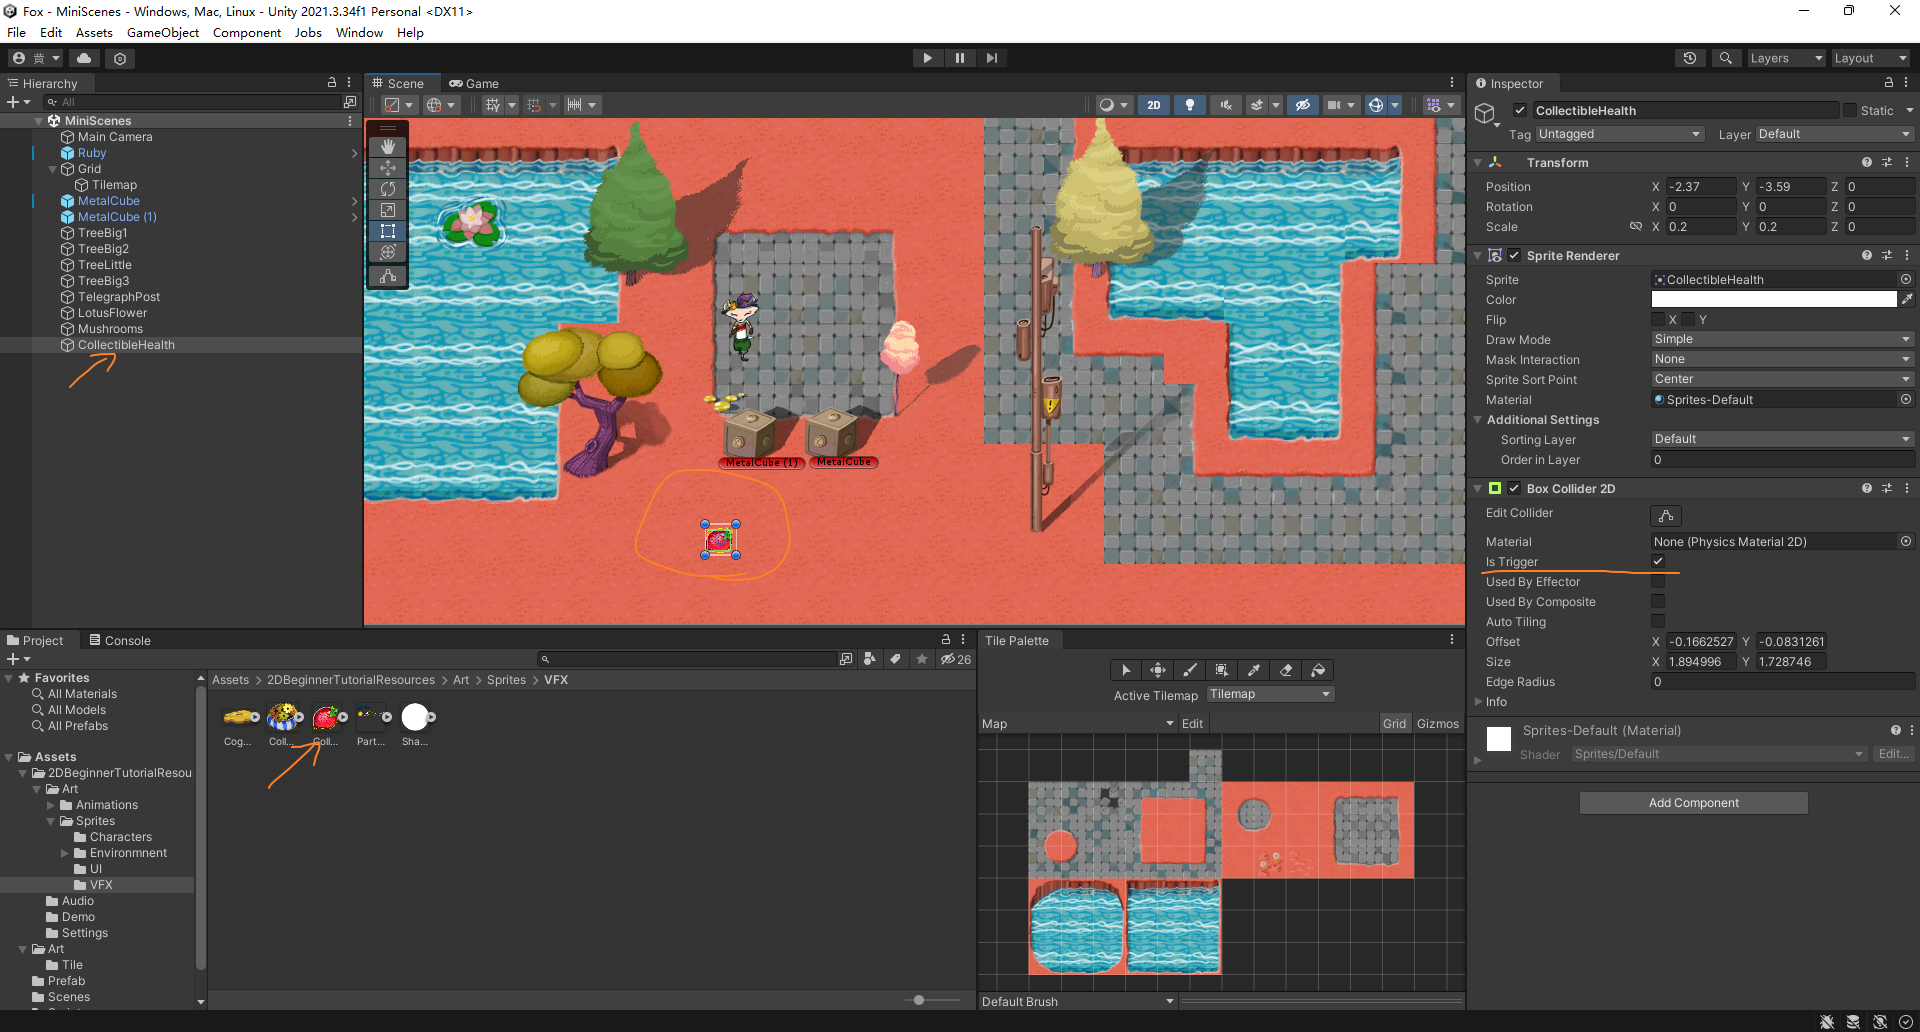 Fox - MiniScenes - Windows, Mac, Linux - Unity 2021.3.34f1 Personal <DX11>
File Edit Assets GameObject Component Jobs Window Help
黄 Layers Layout
Hierarchy
All
MiniScenes
Main Camera
Ruby
Grid
Tilemap
MetalCube
MetalCube (1)
TreeBig1
TreeBig2
TreeLittle
TreeBig3
TelegraphPost
LotusFlower
Mushrooms
CollectibleHealth
Scene Game
2D
MetalCube (1) MetalCube
Inspector
CollectibleHealth Static
Tag Untagged Layer Default
Transform
Position X -2.37 Y -3.59 Z 0
Rotation X 0 Y 0 Z 0
Scale X 0.2 Y 0.2 Z 0
Sprite Renderer
Sprite CollectibleHealth
Color
Flip X Y
Draw Mode Simple
Mask Interaction None
Sprite Sort Point Center
Material Sprites-Default
Additional Settings
Sorting Layer Default
Order in Layer 0
Box Collider 2D
Edit Collider
Material None (Physics Material 2D)
Is Trigger
Used By Effector
Used By Composite
Auto Tiling
Offset X -0.1662527 Y -0.0831261
Size X 1.894996 Y 1.728746
Edge Radius 0
Info
Sprites-Default (Material)
Shader Sprites/Default Edit...
Add Component
Project Console
26
Favorites
All Materials
All Models
All Prefabs
Assets
2DBeginnerTutorialResou
Art
Animations
Sprites
Characters
Environmnent
UI
VFX
Audio
Demo
Settings
Art
Tile
Prefab
Scenes
Assets > 2DBeginnerTutorialResources > Art > Sprites > VFX
Cog... Coll... Coll... Part... Sha...
Tile Palette
Active Tilemap Tilemap
Map Edit Grid Gizmos
Default Brush